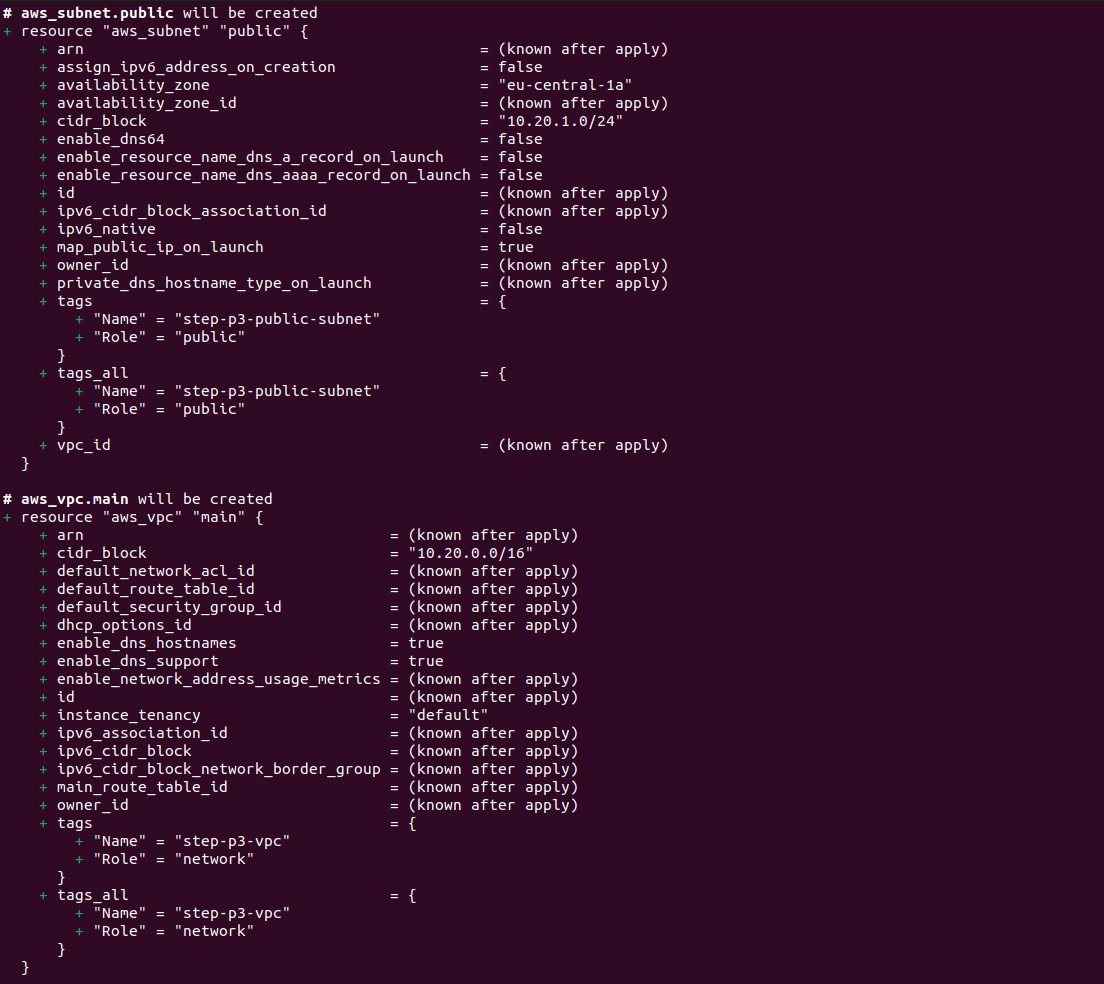 # aws_subnet.public will be created
+ resource "aws_subnet" "public" {
    + arn                                            = (known after apply)
    + assign_ipv6_address_on_creation                = false
    + availability_zone                              = "eu-central-1a"
    + availability_zone_id                           = (known after apply)
    + cidr_block                                     = "10.20.1.0/24"
    + enable_dns64                                   = false
    + enable_resource_name_dns_a_record_on_launch    = false
    + enable_resource_name_dns_aaaa_record_on_launch = false
    + id                                             = (known after apply)
    + ipv6_cidr_block_association_id                 = (known after apply)
    + ipv6_native                                    = false
    + map_public_ip_on_launch                        = true
    + owner_id                                       = (known after apply)
    + private_dns_hostname_type_on_launch            = (known after apply)
    + tags                                           = {
        + "Name" = "step-p3-public-subnet"
        + "Role" = "public"
      }
    + tags_all                                       = {
        + "Name" = "step-p3-public-subnet"
        + "Role" = "public"
      }
    + vpc_id                                         = (known after apply)
  }

# aws_vpc.main will be created
+ resource "aws_vpc" "main" {
    + arn                                  = (known after apply)
    + cidr_block                           = "10.20.0.0/16"
    + default_network_acl_id               = (known after apply)
    + default_route_table_id               = (known after apply)
    + default_security_group_id            = (known after apply)
    + dhcp_options_id                      = (known after apply)
    + enable_dns_hostnames                 = true
    + enable_dns_support                   = true
    + enable_network_address_usage_metrics = (known after apply)
    + id                                   = (known after apply)
    + instance_tenancy                     = "default"
    + ipv6_association_id                  = (known after apply)
    + ipv6_cidr_block                      = (known after apply)
    + ipv6_cidr_block_network_border_group = (known after apply)
    + main_route_table_id                  = (known after apply)
    + owner_id                             = (known after apply)
    + tags                                 = {
        + "Name" = "step-p3-vpc"
        + "Role" = "network"
      }
    + tags_all                             = {
        + "Name" = "step-p3-vpc"
        + "Role" = "network"
      }
  }